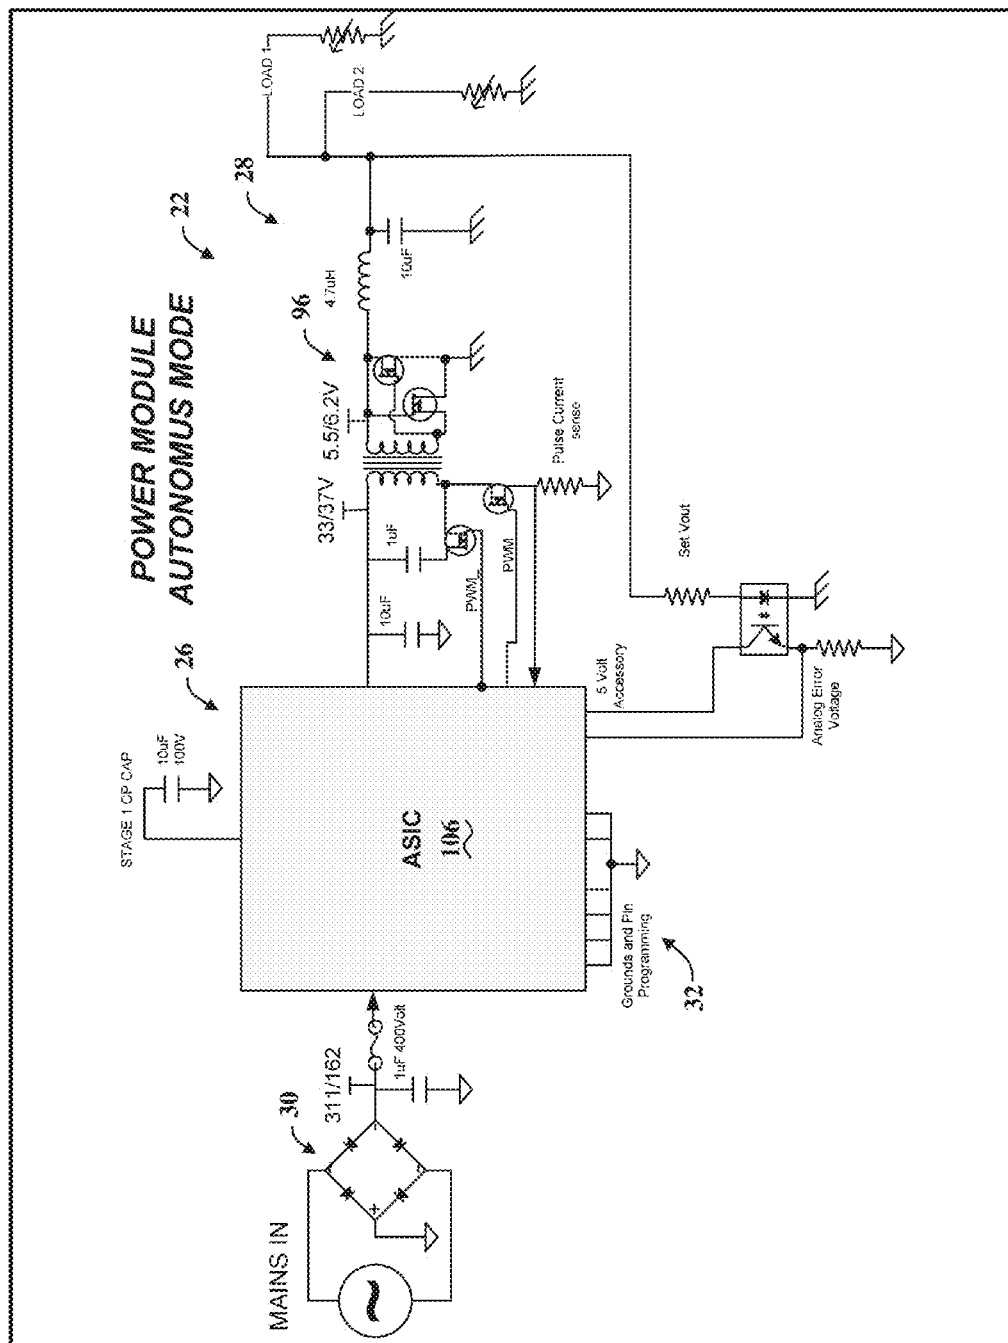 POWER MODULE
AUTONOMUS MODE
22
26
28
96
30
32
MAINS IN
311/162
1uF 400Volt
STAGE 1 CP CAP
10uF
100V
ASIC
106
Grounds and Pin
Programming
10uF
1uF
33/37V
5.5/6.2V
4.7uH
10uF
LOAD 1
LOAD 2
PWM_
PWM
Pulse Current
sense
5 Volt
Accessory
Set Vout
Analog Error
Voltage